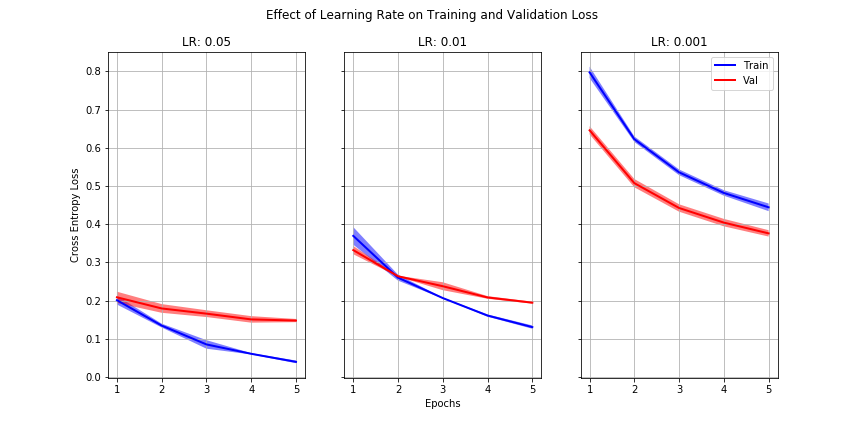 Effect of Learning Rate on Training and Validation Loss
LR: 0.05
LR: 0.01
LR: 0.001
Train
Val
Cross Entropy Loss
0.8
0.7
0.6
0.5
0.4
0.3
0.2
0.1
0.0
1 2 3 4 5
1 2 3 4 5
1 2 3 4 5
Epochs